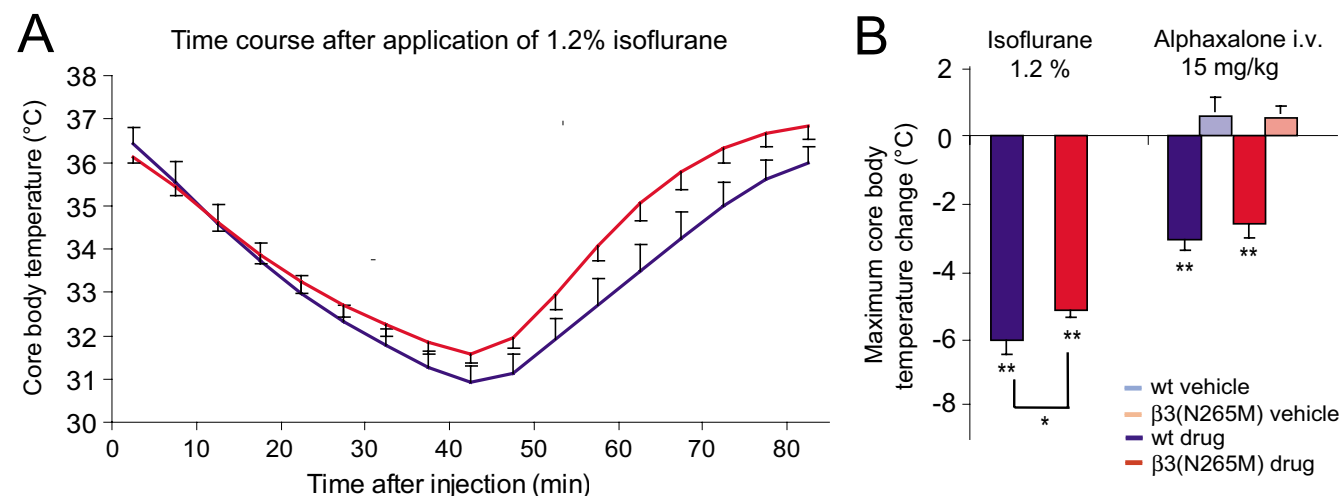 A
Time course after application of 1.2% isoflurane
38
37
36
35
34
33
32
31
30
Core body temperature (°C)
0
10
20
30
40
50
60
70
80
Time after injection (min)
B
Isoflurane
1.2 %
Alphaxalone i.v.
15 mg/kg
2
0
-2
-4
-6
-8
Maximum core body
temperature change (°C)
**
**
**
**
*
wt vehicle
β3(N265M) vehicle
wt drug
β3(N265M) drug